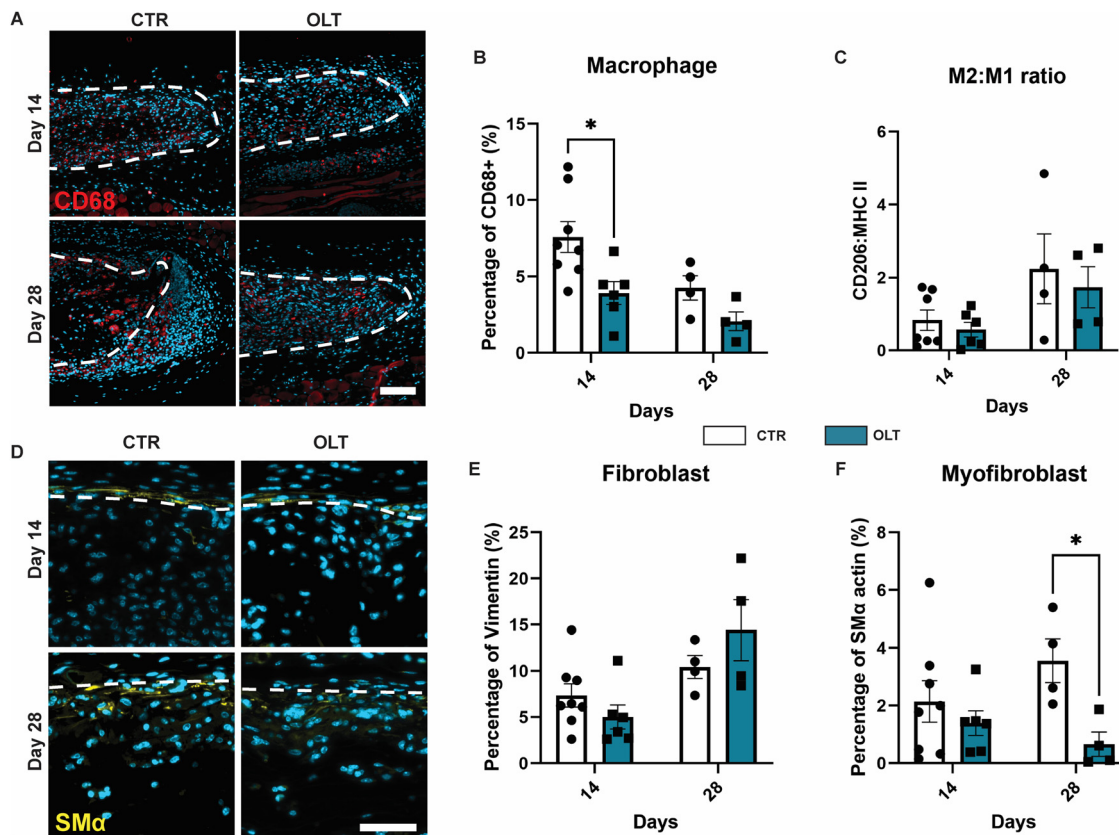 A
CTR
OLT
Day 14
CD68
Day 28
B
Macrophage
Percentage of CD68+ (%)
15
10
5
0
*
14
28
Days
C
M2:M1 ratio
CD206:MHC II
6
4
2
0
14
28
Days
CTR
OLT
D
CTR
OLT
Day 14
Day 28
SMα
E
Fibroblast
Percentage of Vimentin (%)
25
20
15
10
5
0
14
28
Days
F
Myofibroblast
Percentage of SMα actin (%)
8
6
4
2
0
*
14
28
Days